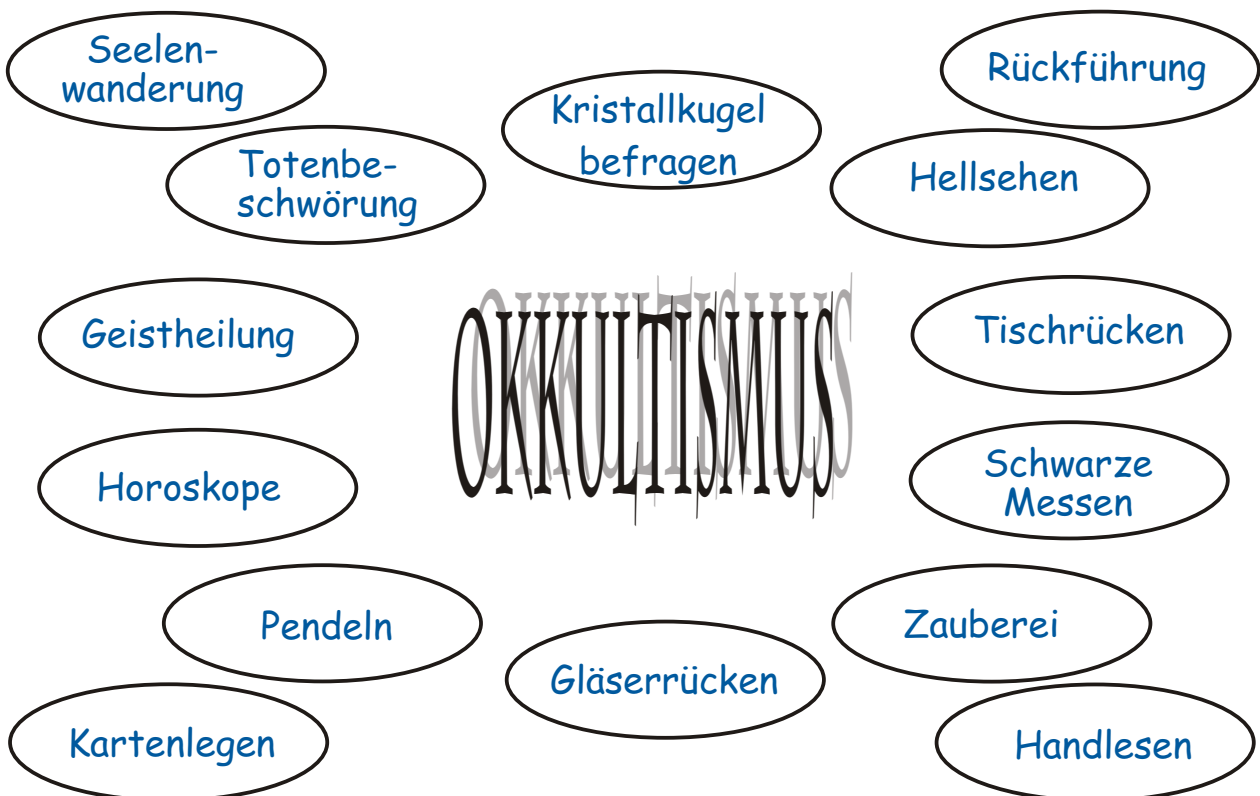 Seelen-
wanderung
Totenbe-
schwörung
Kristallkugel
befragen
Rückführung
Hellsehen
Geistheilung
OKKULTISMUS
Tischrücken
Horoskope
Schwarze
Messen
Pendeln
Gläserrücken
Zauberei
Kartenlegen
Handlesen